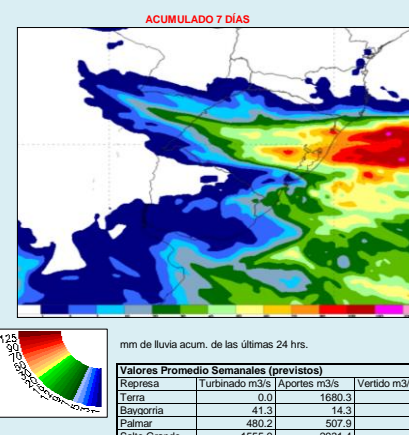 ACUMULADO 7 DÍAS
mm de lluvia acum. de las últimas 24 hrs.
Valores Promedio Semanales (previstos)
Represa Turbinado m3/s Aportes m3/s Vertido m3/
Terra 0.0 1680.3
Baygorria 41.3 14.3
Palmar 480.2 507.9